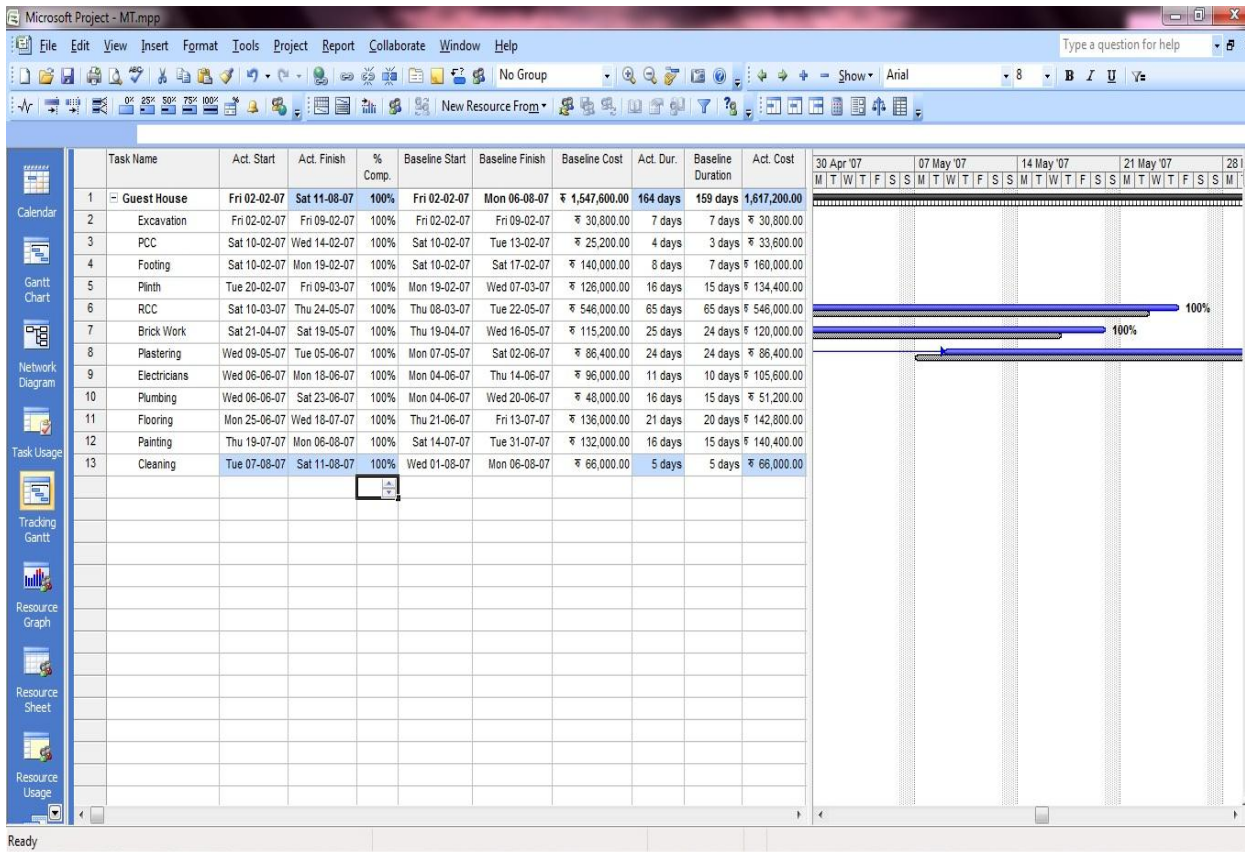 Microsoft Project - MT.mpp
File Edit View Insert Format Tools Project Report Collaborate Window Help Type a question for help
No Group Show Arial 8 B I U
0% 25% 50% 75% 100% New Resource From
Task Name Act. Start Act. Finish % Comp. Baseline Start Baseline Finish Baseline Cost Act. Dur. Baseline Duration Act. Cost
30 Apr '07 07 May '07 14 May '07 21 May '07 28
M T W T F S S M T W T F S S M T W T F S S M T W T F S S M
1 Guest House Fri 02-02-07 Sat 11-08-07 100% Fri 02-02-07 Mon 06-08-07 रु 1,547,600.00 164 days 159 days 1,617,200.00
2 Excavation Fri 02-02-07 Fri 09-02-07 100% Fri 02-02-07 Fri 09-02-07 रु 30,800.00 7 days 7 days रु 30,800.00
3 PCC Sat 10-02-07 Wed 14-02-07 100% Sat 10-02-07 Tue 13-02-07 रु 25,200.00 4 days 3 days रु 33,600.00
4 Footing Sat 10-02-07 Mon 19-02-07 100% Sat 10-02-07 Sat 17-02-07 रु 140,000.00 8 days 7 days रु 160,000.00
5 Plinth Tue 20-02-07 Fri 09-03-07 100% Mon 19-02-07 Wed 07-03-07 रु 126,000.00 16 days 15 days रु 134,400.00
6 RCC Sat 10-03-07 Thu 24-05-07 100% Thu 08-03-07 Tue 22-05-07 रु 546,000.00 65 days 65 days रु 546,000.00 100%
7 Brick Work Sat 21-04-07 Sat 19-05-07 100% Thu 19-04-07 Wed 16-05-07 रु 115,200.00 25 days 24 days रु 120,000.00 100%
8 Plastering Wed 09-05-07 Tue 05-06-07 100% Mon 07-05-07 Sat 02-06-07 रु 86,400.00 24 days 24 days रु 86,400.00
9 Electricians Wed 06-06-07 Mon 18-06-07 100% Mon 04-06-07 Thu 14-06-07 रु 96,000.00 11 days 10 days रु 105,600.00
10 Plumbing Wed 06-06-07 Sat 23-06-07 100% Mon 04-06-07 Wed 20-06-07 रु 48,000.00 16 days 15 days रु 51,200.00
11 Flooring Mon 25-06-07 Wed 18-07-07 100% Thu 21-06-07 Fri 13-07-07 रु 136,000.00 21 days 20 days रु 142,800.00
12 Painting Thu 19-07-07 Mon 06-08-07 100% Sat 14-07-07 Tue 31-07-07 रु 132,000.00 16 days 15 days रु 140,400.00
13 Cleaning Tue 07-08-07 Sat 11-08-07 100% Wed 01-08-07 Mon 06-08-07 रु 66,000.00 5 days 5 days रु 66,000.00
Calendar
Gantt Chart
Network Diagram
Task Usage
Tracking Gantt
Resource Graph
Resource Sheet
Resource Usage
Ready